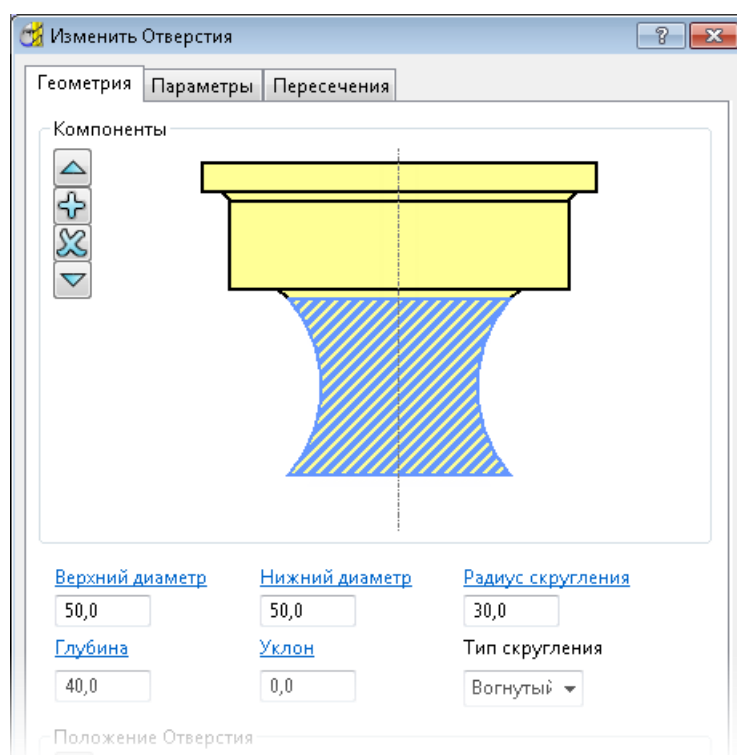 Изменить Отверстия
Геометрия Параметры Пересечения
Компоненты
Верхний диаметр Нижний диаметр Радиус скругления
50,0 50,0 30,0
Глубина Уклон Тип скругления
40,0 0,0 Вогнутый
Положение Отверстия